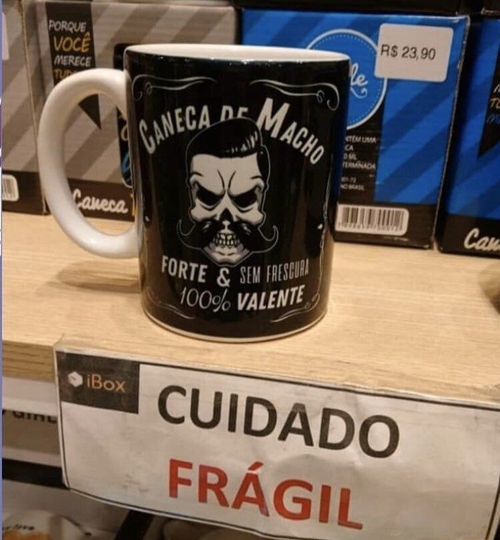 PORQUE
VOCÊ
MERECE
R$ 23,90
CANECA DE MACHO
FORTE & SEM FRESCURA
100% VALENTE
Caneca
iBox
CUIDADO
FRÁGIL